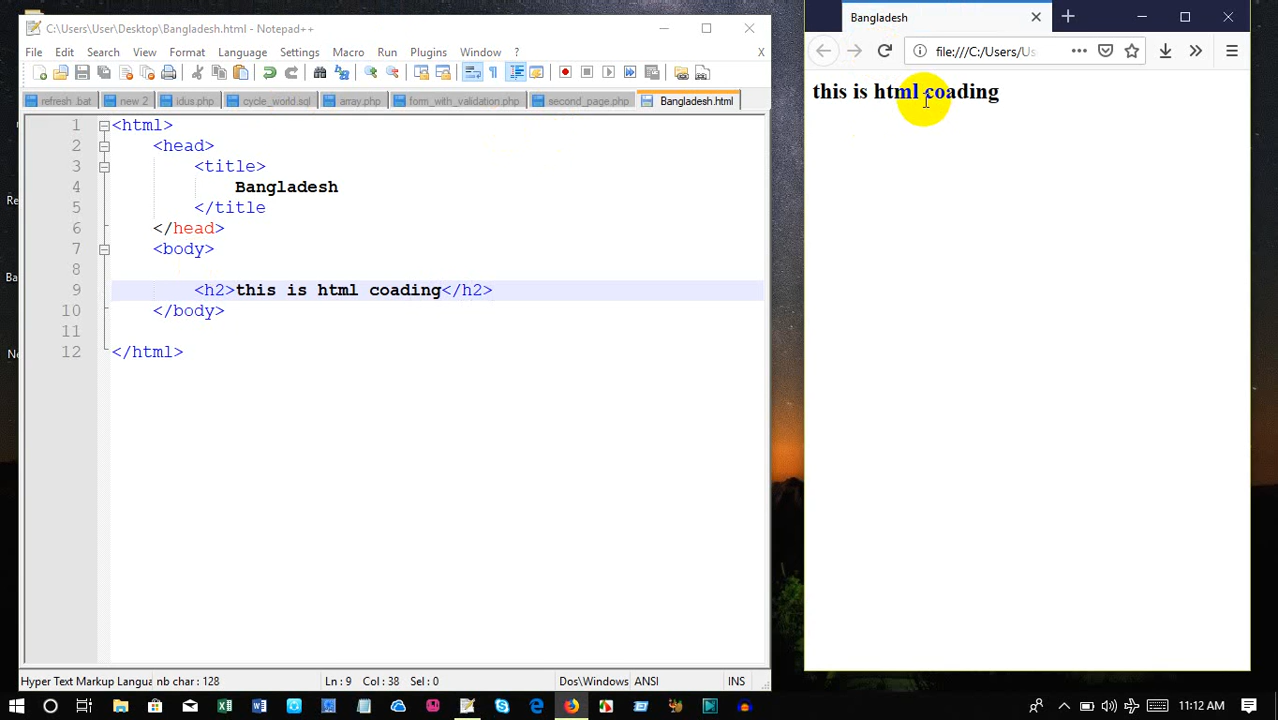 C:\Users\User\Desktop\Bangladesh.html - Notepad++
File Edit Search View Format Language Settings Macro Run Plugins Window ? X
refresh_bat new 2 idus.php cycle_world.sql array.php form_with_validation.php second_page.php Bangladesh.html
1 <html>
2 <head>
3 <title>
4 Bangladesh
5 </title
6 </head>
7 <body>
8
9 <h2>this is html coading</h2>
10 </body>
11
12 </html>
Hyper Text Markup Langua nb char : 128 Ln : 9 Col : 38 Sel : 0 Dos\Windows ANSI INS
Bangladesh
file:///C:/Users/Us
this is html coading
11:12 AM